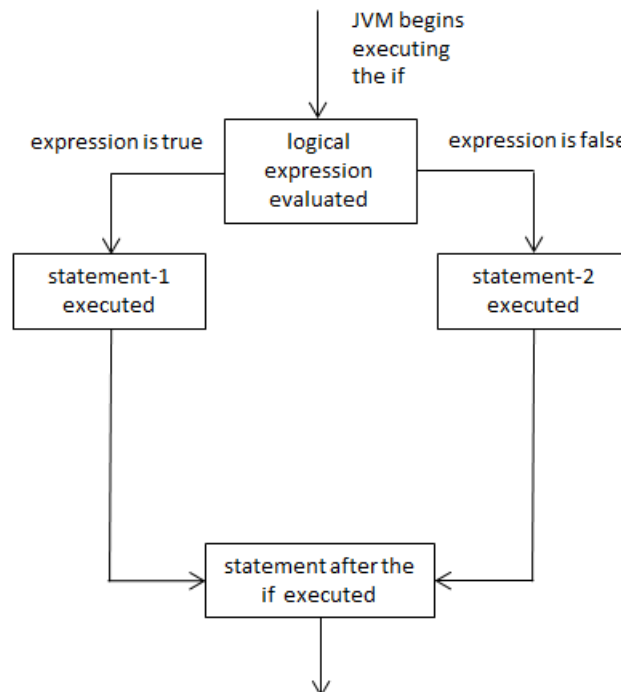 JVM begins
executing
the if
expression is true
logical
expression
evaluated
expression is false
statement-1
executed
statement-2
executed
statement after the
if executed